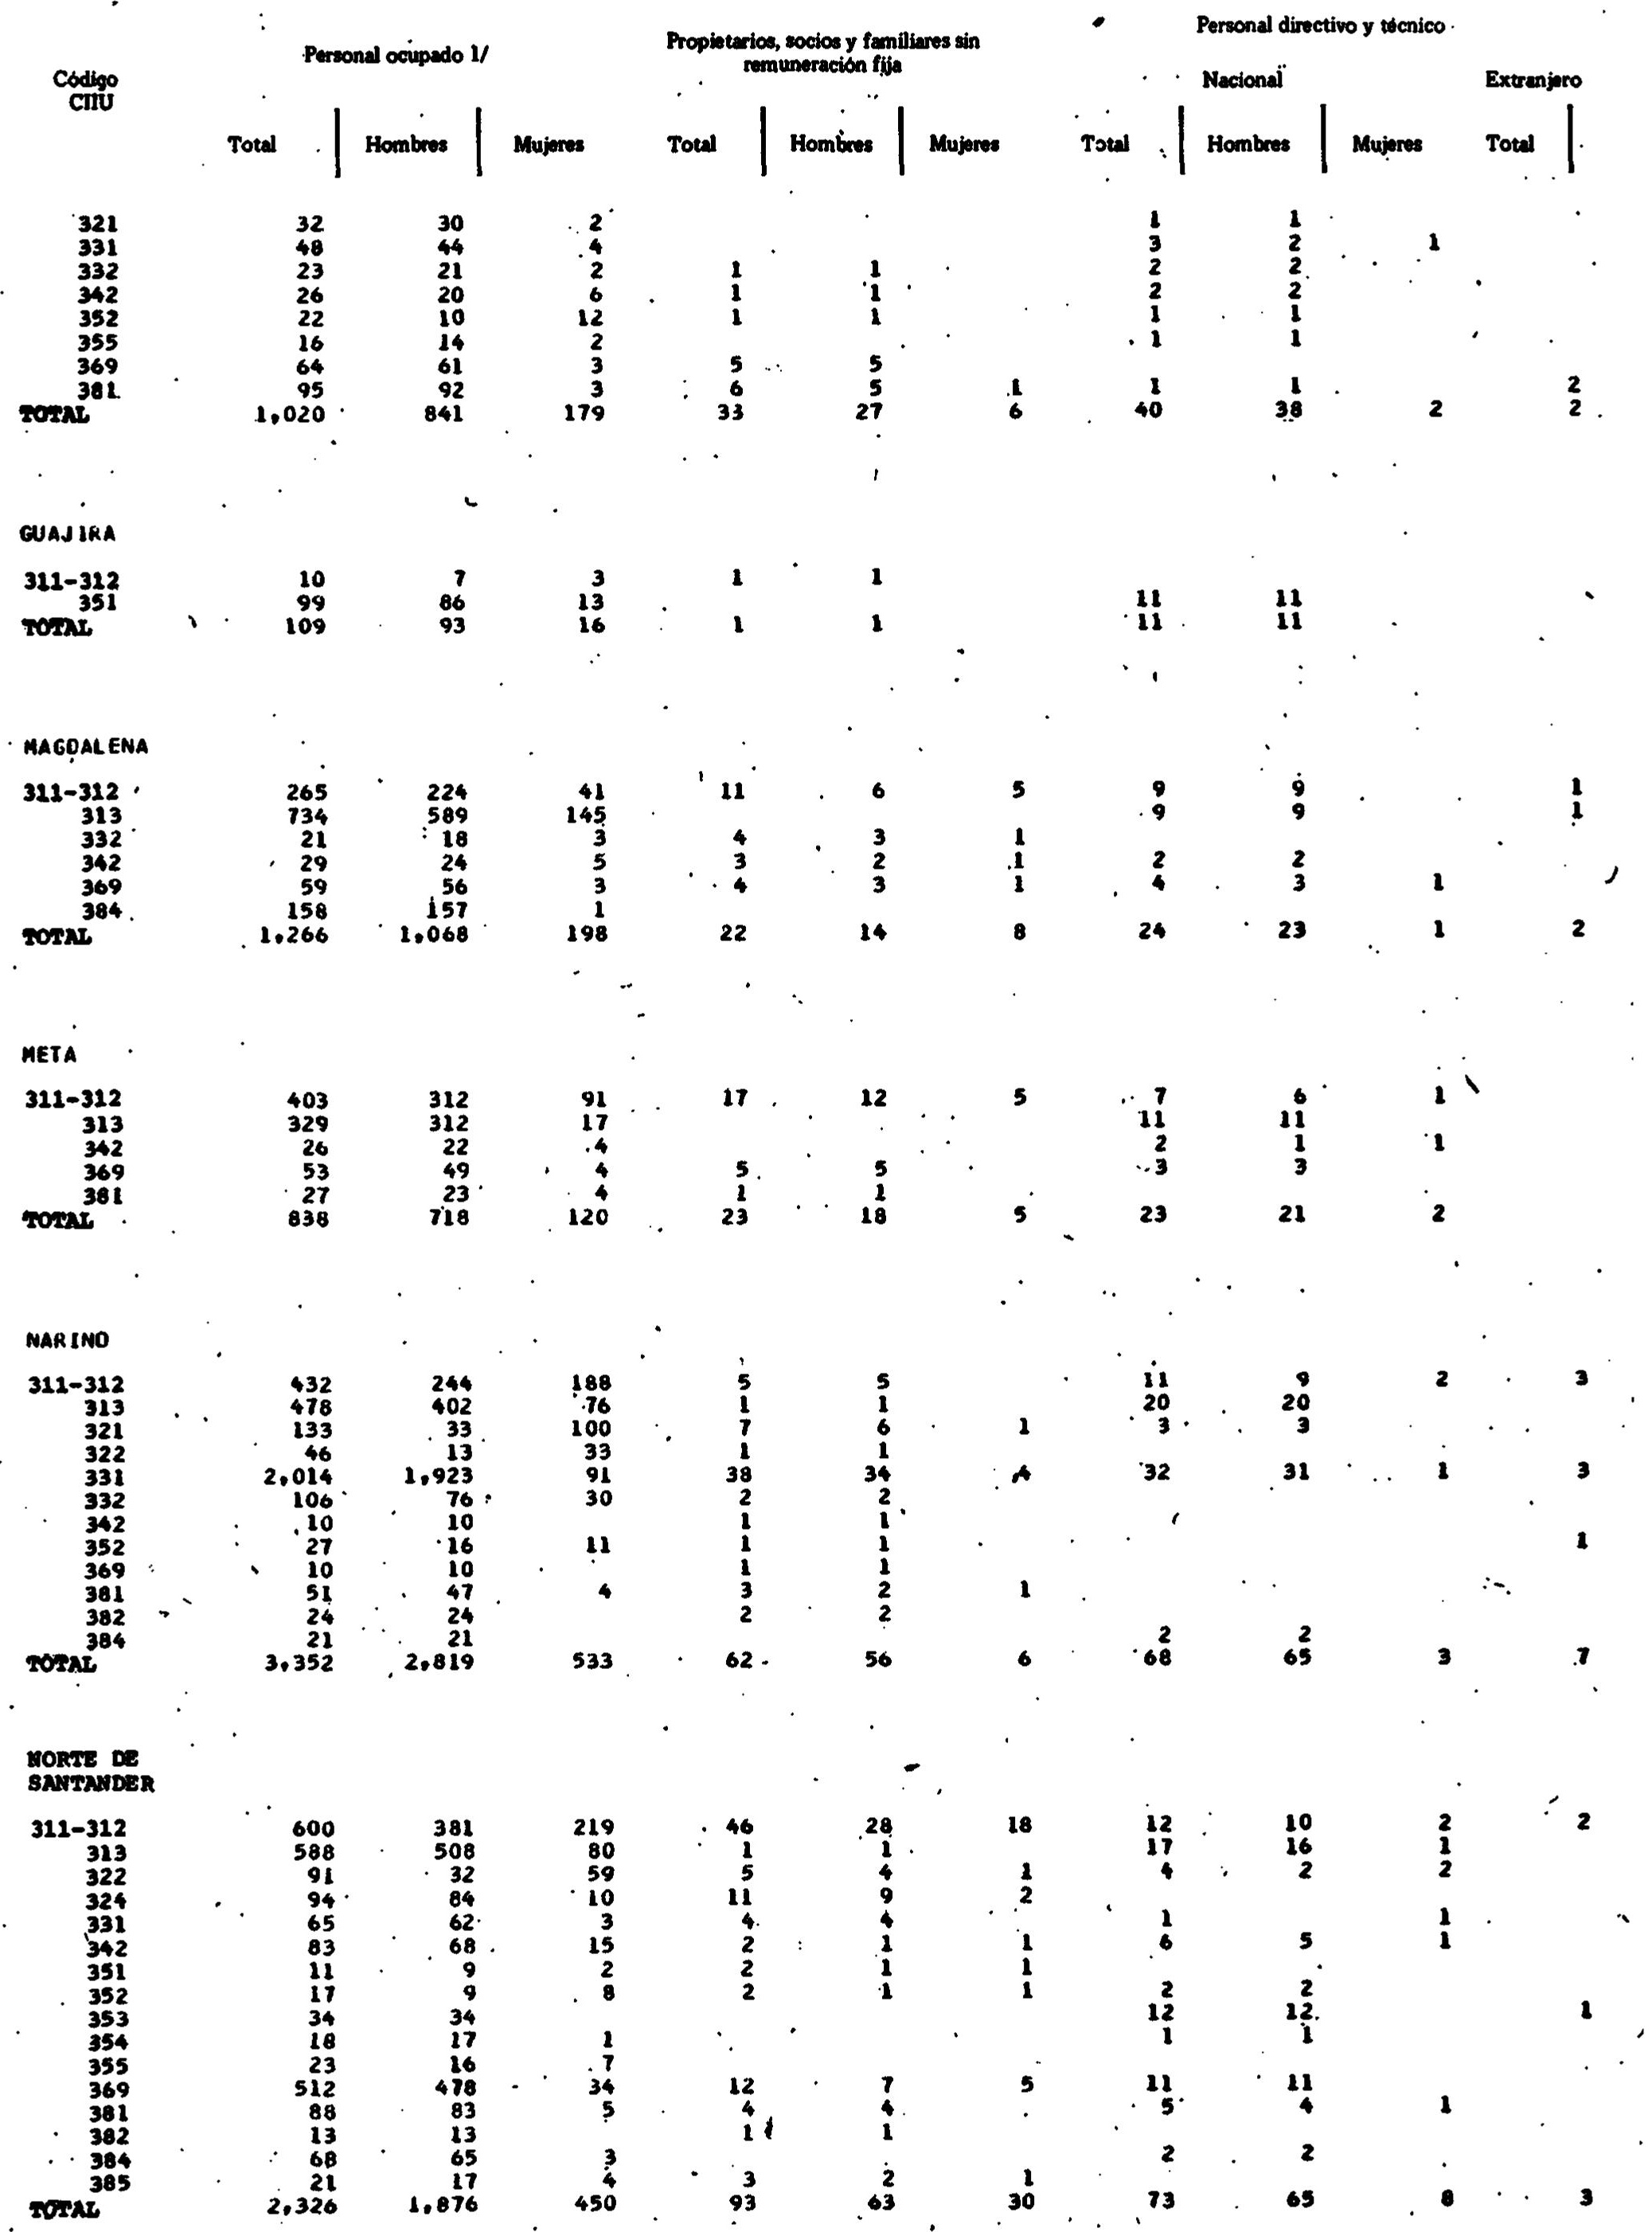 Personal directivo y técnico
Personal ocupado 1/
Propietarios, socios y familiares sin
remuneración fija
Código
CIIU
Nacional
Extranjero
Total Hombres Mujeres Total Hombres Mujeres Total Hombres Mujeres Total
321 32 30 2 1 1
331 48 44 4 3 2 1
332 23 21 2 1 1 2 2
342 26 20 6 1 1 2 2
352 22 10 12 1 1 1 1
355 16 14 2 1 1
369 64 61 3 5 5
381 95 92 3 6 5 1 1 1 2
TOTAL 1,020 841 179 33 27 6 40 38 2 2
GUAJIRA
311-312 10 7 3 1 1
351 99 86 13 11 11
TOTAL 109 93 16 1 1 11 11
MAGDALENA
311-312 265 224 41 11 6 5 9 9 1
313 734 589 145 9 9 1
332 21 18 3 4 3 1
342 29 24 5 3 2 1 2 2
369 59 56 3 4 3 1 4 3 1
384 158 157 1
TOTAL 1,266 1,068 198 22 14 8 24 23 1 2
META
311-312 403 312 91 17 12 5 7 6 1
313 329 312 17 11 11
342 26 22 4 2 1 1
369 53 49 4 5 5 3 3
381 27 23 4 1 1
TOTAL 838 718 120 23 18 5 23 21 2
NARINO
311-312 432 244 188 5 5 11 9 2 3
313 478 402 76 1 1 20 20
321 133 33 100 7 6 1 3 3
322 46 13 33 1 1
331 2,014 1,923 91 38 34 4 32 31 1 3
332 106 76 30 2 2
342 10 10 1 1
352 27 16 11 1 1 1
369 10 10 1 1
381 51 47 4 3 2 1
382 24 24 2 2
384 21 21 2 2
TOTAL 3,352 2,819 533 62 56 6 68 65 3 7
NORTE DE
SANTANDER
311-312 600 381 219 46 28 18 12 10 2 2
313 588 508 80 1 1 17 16 1
322 91 32 59 5 4 1 4 2 2
324 94 84 10 11 9 2
331 65 62 3 4 4 1 1
342 83 68 15 2 1 1 6 5 1
351 11 9 2 2 1 1
352 17 9 8 2 1 1 2 2
353 34 34 12 12 1
354 18 17 1 1 1
355 23 16 7
369 512 478 34 12 7 5 11 11
381 88 83 5 4 4 5 4 1
382 13 13 1 1
384 68 65 3 2 2
385 21 17 4 3 2 1
TOTAL 2,326 1,876 450 93 63 30 73 65 8 3